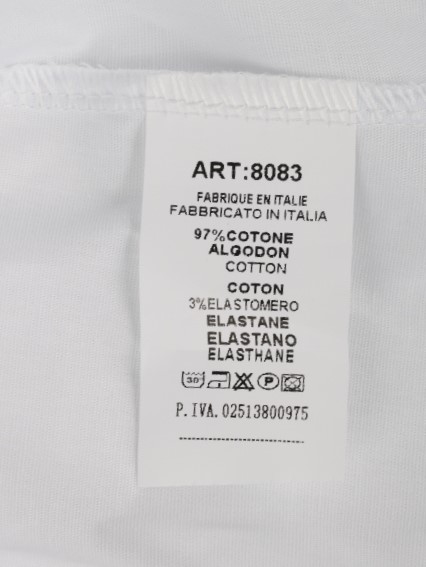 ART:8083
FABRIQUE EN ITALIE
FABBRICATO IN ITALIA
97%COTONE
ALGODON
COTTON
COTON
3%ELASTOMERO
ELASTANE
ELASTANO
ELASTHANE
30°
P
P.IVA.02513800975